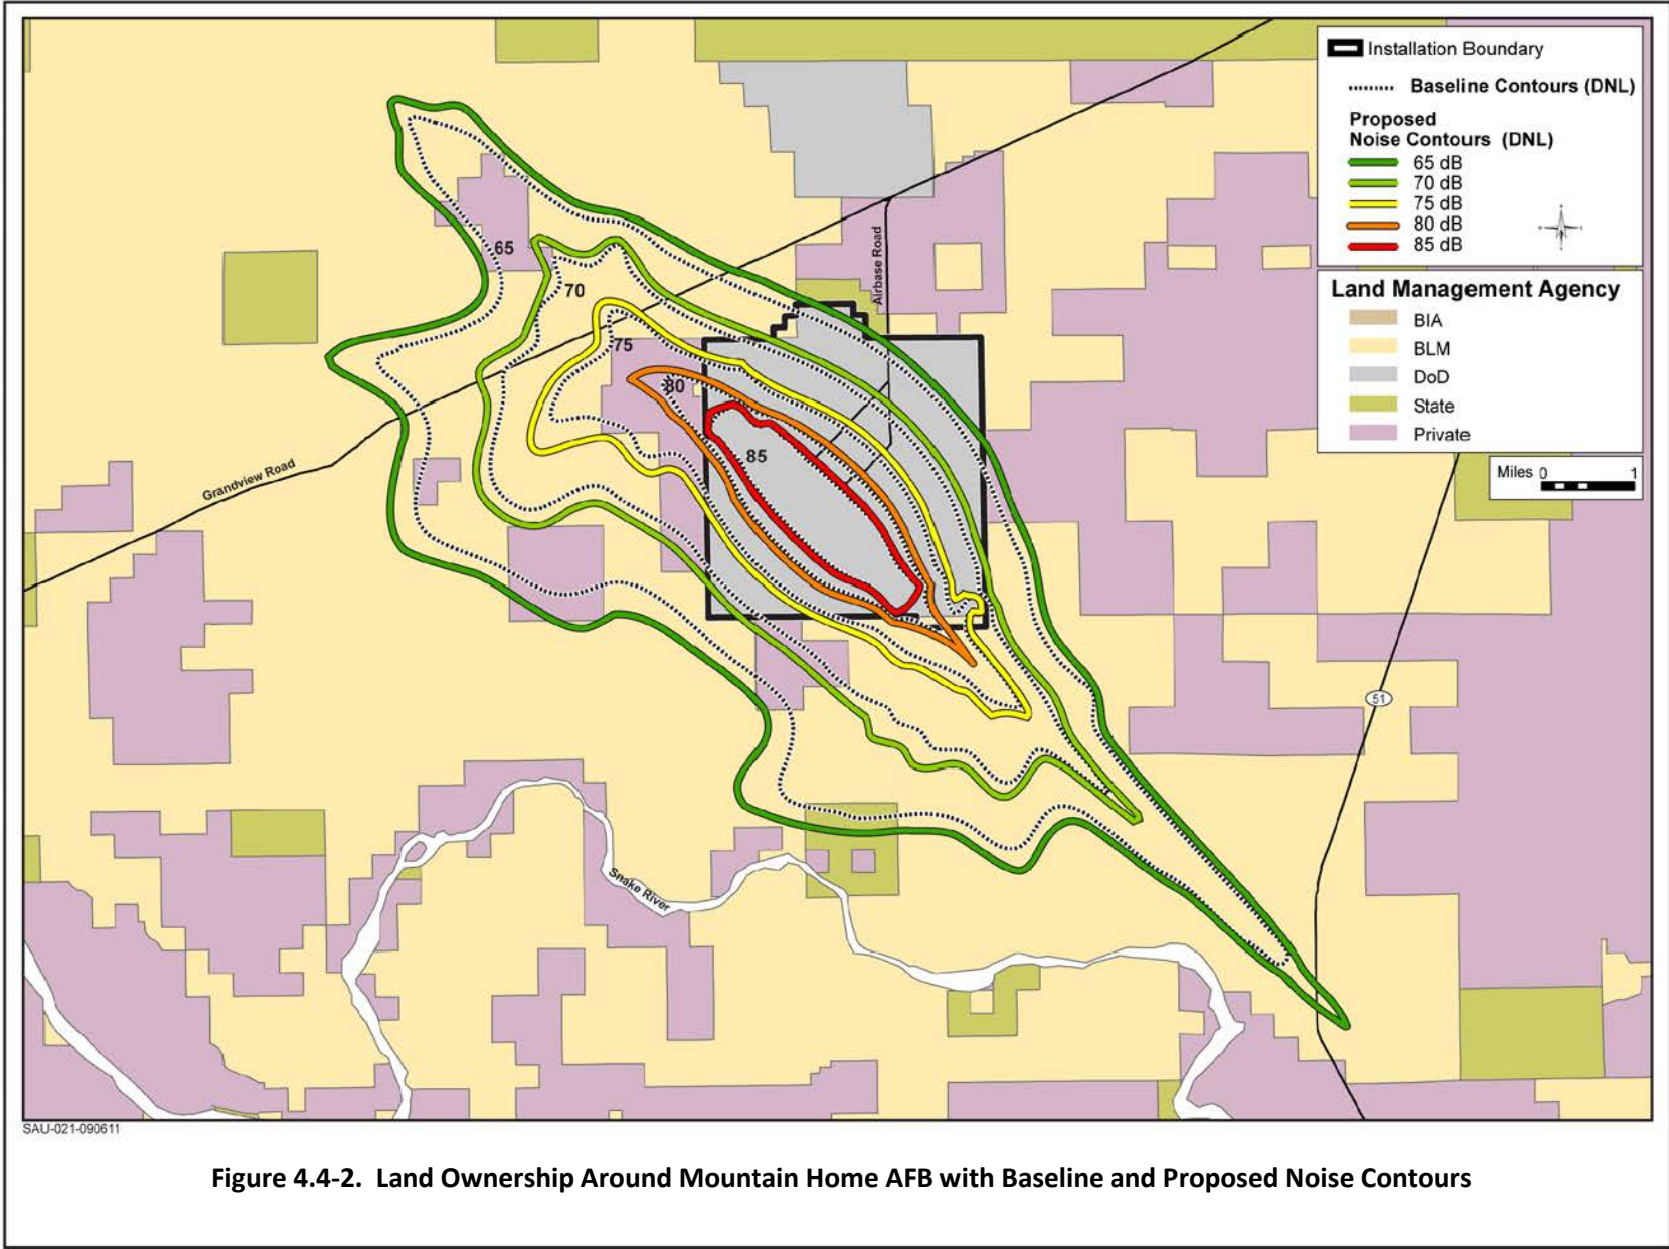 Installation Boundary
Baseline Contours (DNL)
Proposed
Noise Contours (DNL)
65 dB
70 dB
75 dB
80 dB
85 dB
Land Management Agency
BIA
BLM
DoD
State
Private
Miles 0 1
Airbase Road
65
70
75
80
85
Grandview Road
51
Snake River
SAU-021-090611
Figure 4.4-2. Land Ownership Around Mountain Home AFB with Baseline and Proposed Noise Contours